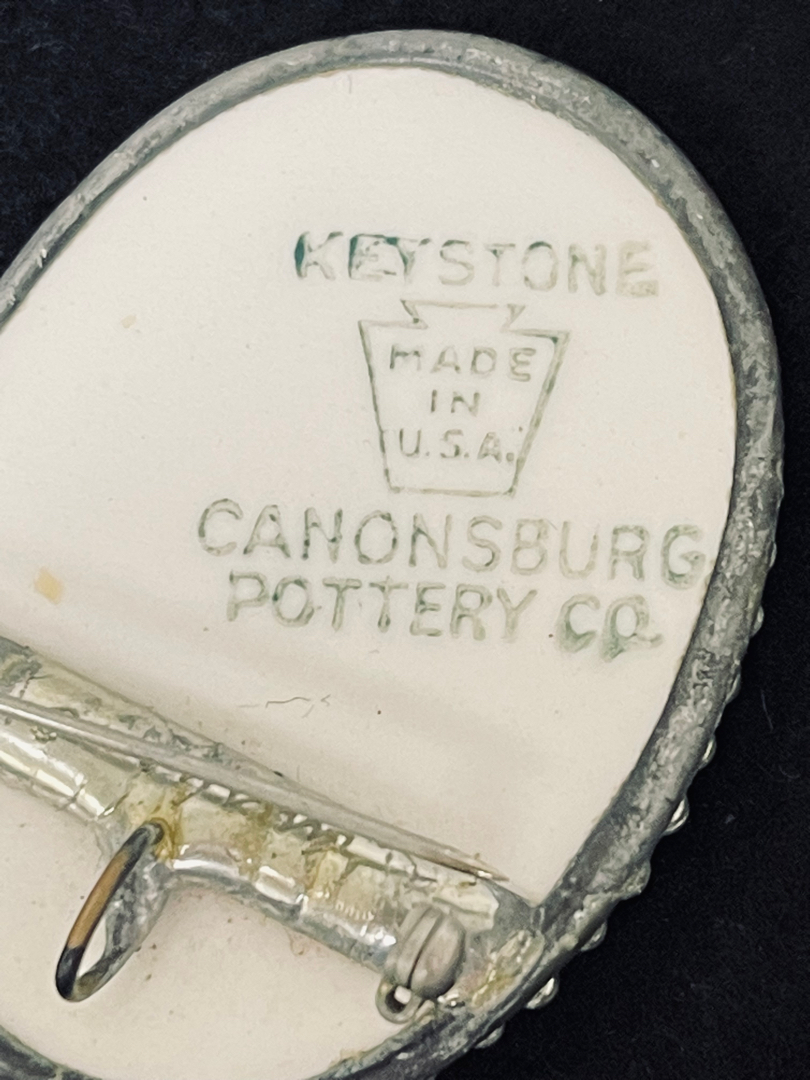 KEYSTONE
MADE
IN
U.S.A.
CANONSBURG
POTTERY CO.